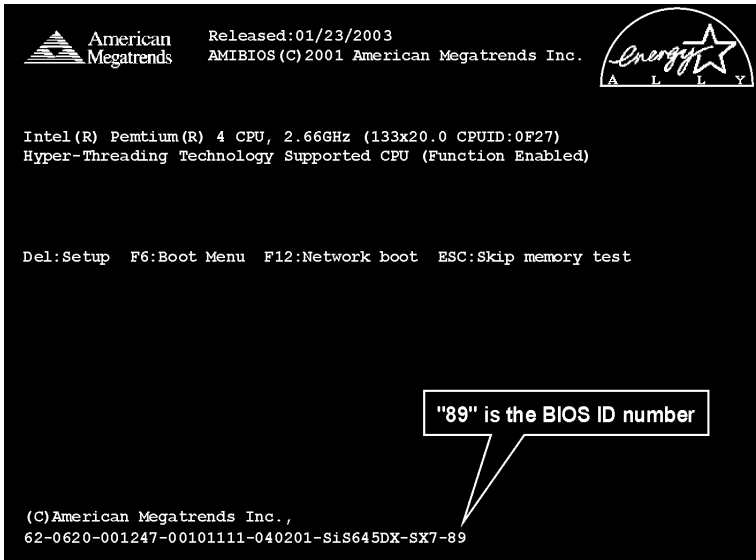 American
Megatrends
Released:01/23/2003
AMIBIOS(C)2001 American Megatrends Inc.
energy
A L L Y
Intel(R) Pemtium(R) 4 CPU, 2.66GHz (133x20.0 CPUID:0F27)
Hyper-Threading Technology Supported CPU (Function Enabled)
Del:Setup F6:Boot Menu F12:Network boot ESC:Skip memory test
"89" is the BIOS ID number
(C)American Megatrends Inc.,
62-0620-001247-00101111-040201-SiS645DX-SX7-89